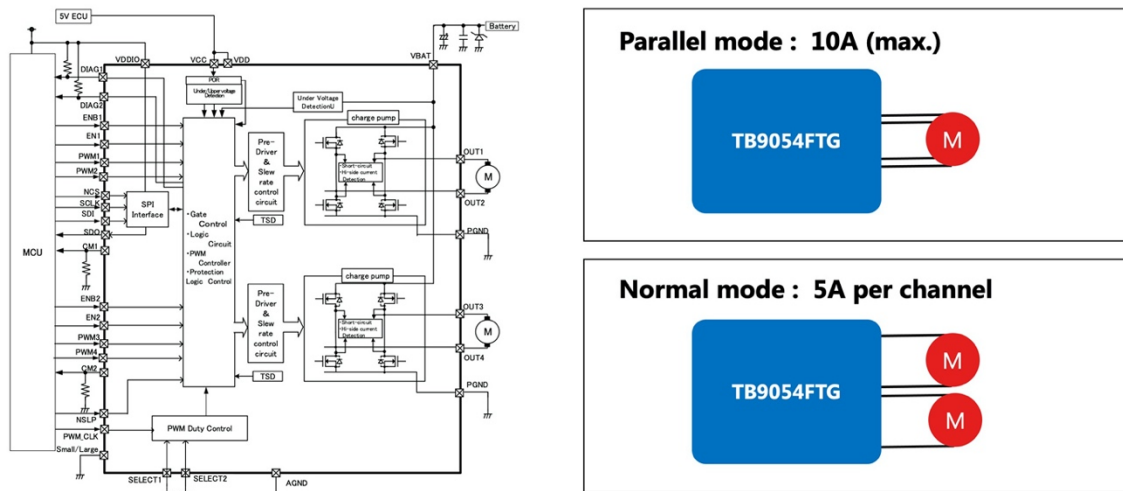 5V ECU
Battery
VDDIO
VCC
VDD
VBAT
DIAG1
DIAG2
ENB1
EN1
PWM1
PWM2
NCS
SCLK
SDI
SDO
CM1
MCU
ENB2
EN2
PWM3
PWM4
CM2
NSLP
PWM_CLK
Small/Large
SELECT1
SELECT2
AGND
POR
Under/Upper voltage
Detection
Under Voltage
DetectionU
SPI
Interface
・Gate
Control
・Logic
Circuit
・PWM
Controller
・Protection
Logic Control
Pre-
Driver
&
Slew
rate
control
circuit
TSD
charge pump
・Short-circuit
・Hi-side current
Detection
OUT1
M
OUT2
PGND
Pre-
Driver
&
Slew
rate
control
circuit
TSD
charge pump
・Short-circuit
・Hi-side current
Detection
OUT3
M
OUT4
PGND
PWM Duty Control
Parallel mode : 10A (max.)
TB9054FTG
M
Normal mode : 5A per channel
TB9054FTG
M
M